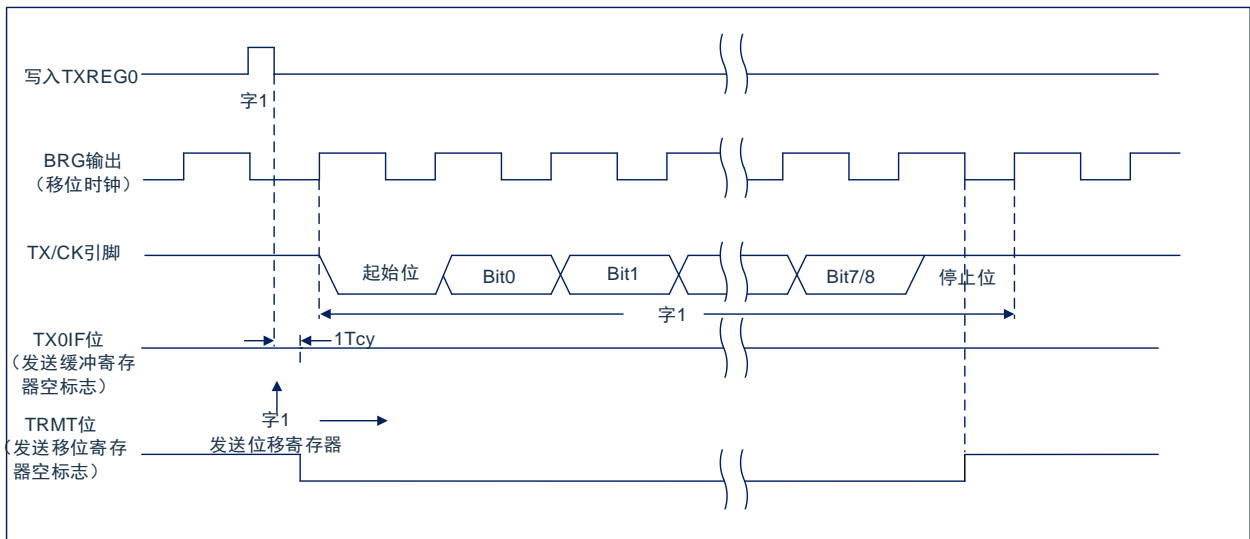 写入TXREG0
字1
BRG输出
（移位时钟）
TX/CK引脚
起始位
Bit0
Bit1
Bit7/8
停止位
字1
TX0IF位
（发送缓冲寄存
器空标志）
1Tcy
字1
发送位移寄存器
TRMT位
（发送移位寄存
器空标志）